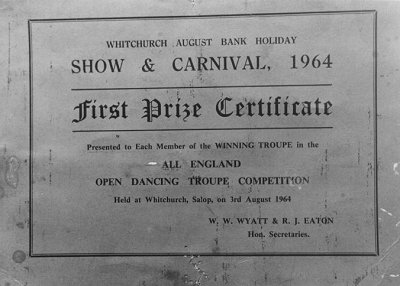 WHITCHURCH AUGUST BANK HOLIDAY
SHOW & CARNIVAL, 1964
First Prize Certificate
Presented to Each Member of the WINNING TROUPE in the
ALL ENGLAND
OPEN DANCING TROUPE COMPETITION
Held at Whitchurch, Salop, on 3rd August 1964
W. W. WYATT & R. J. EATON
Hon. Secretaries.